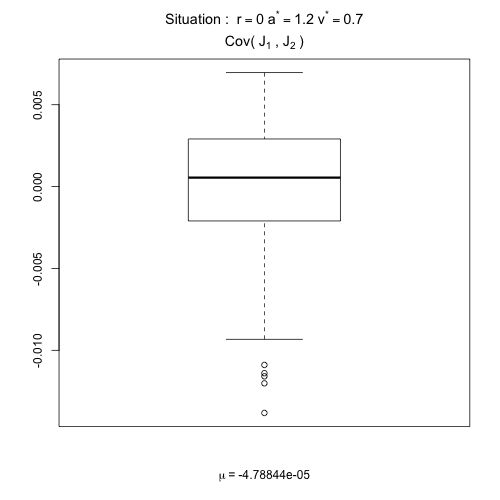 Situation : r = 0 a* = 1.2 v* = 0.7
Cov( J₁ , J₂ )
0.005
0.000
-0.005
-0.010
μ = -4.78844e-05